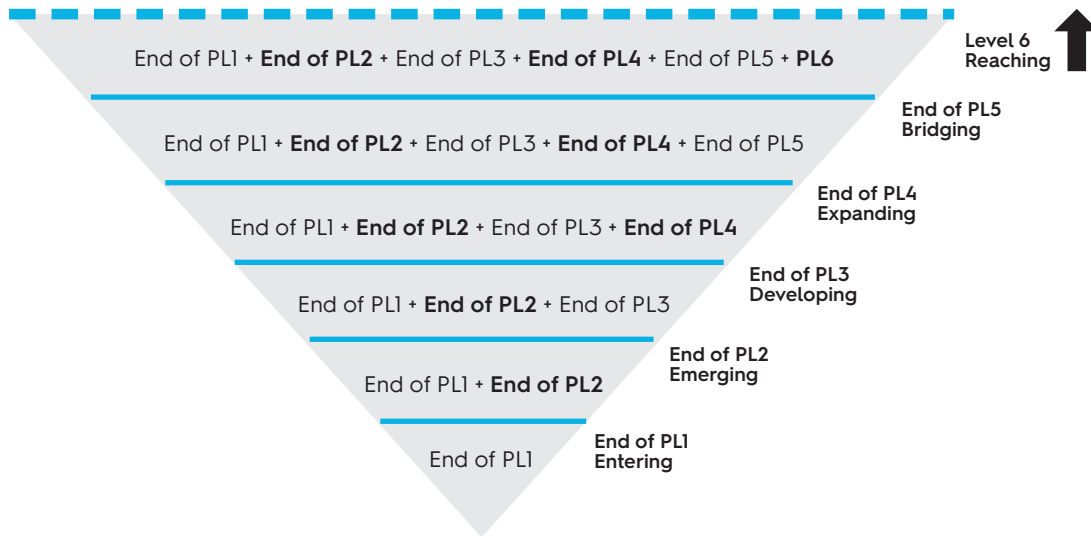 End of PL1 + End of PL2 + End of PL3 + End of PL4 + End of PL5 + PL6
Level 6
Reaching
End of PL1 + End of PL2 + End of PL3 + End of PL4 + End of PL5
End of PL5
Bridging
End of PL1 + End of PL2 + End of PL3 + End of PL4
End of PL4
Expanding
End of PL1 + End of PL2 + End of PL3
End of PL3
Developing
End of PL1 + End of PL2
End of PL2
Emerging
End of PL1
End of PL1
Entering